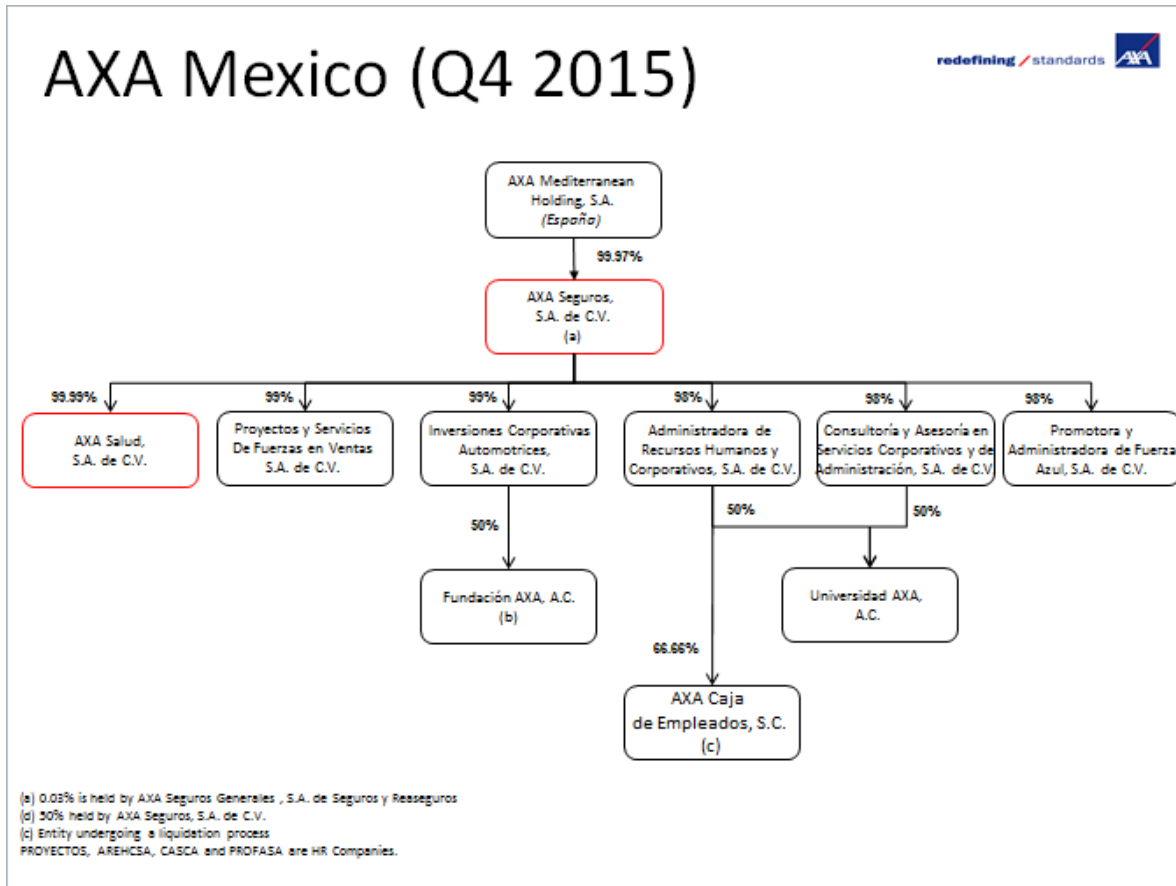 AXA Mexico (Q4 2015)
redefining / standards AXA
AXA Mediterranean
Holding, S.A.
(España)
99.97%
AXA Seguros,
S.A. de C.V.
(a)
99.99%
99%
99%
98%
98%
98%
AXA Salud,
S.A. de C.V.
Proyectos y Servicios
De Fuerzas en Ventas
S.A. de C.V.
Inversiones Corporativas
Automotrices,
S.A. de C.V.
Administradora de
Recursos Humanos y
Corporativos, S.A. de C.V.
Consultoría y Asesoría en
Servicios Corporativos y de
Administración, S.A. de C.V
Promotora y
Administradora de Fuerza
Azul, S.A. de C.V.
50%
50%
50%
Fundación AXA, A.C.
(b)
Universidad AXA,
A.C.
66.66%
AXA Caja
de Empleados, S.C.
(c)
(a) 0.03% is held by AXA Seguros Generales , S.A. de Seguros y Reaseguros
(d) 50% held by AXA Seguros, S.A. de C.V.
(c) Entity undergoing a liquidation process
PROYECTOS, AREHCSA, CASCA and PROFASA are HR Companies.